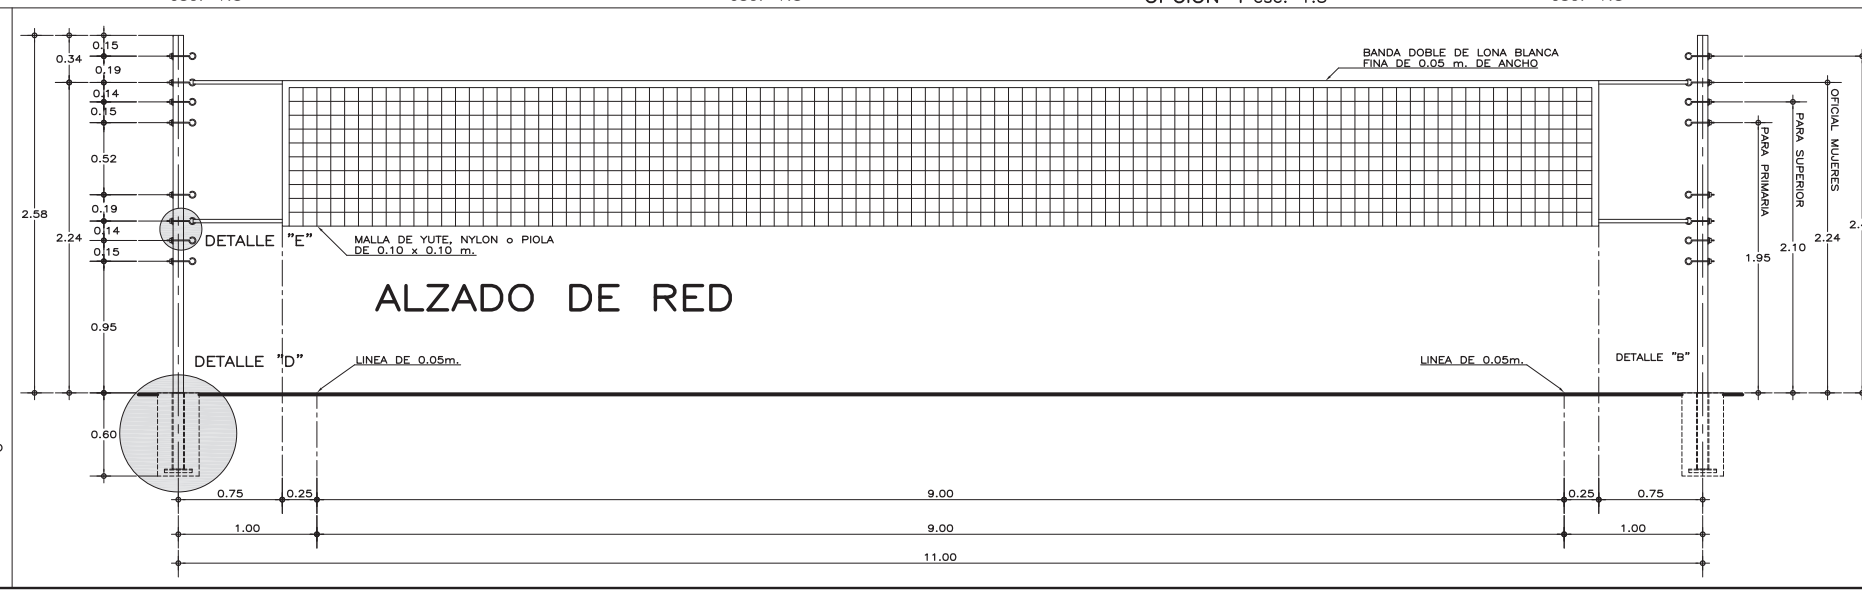 0.15
0.34
0.19
0.14
0.15
0.52
2.58
0.19
2.24
0.14
0.15
0.95
0.60
BANDA DOBLE DE LONA BLANCA
FINA DE 0.05 m. DE ANCHO
DETALLE "E"
MALLA DE YUTE, NYLON o PIOLA
DE 0.10 x 0.10 m.
ALZADO DE RED
DETALLE "D"
LINEA DE 0.05m.
LINEA DE 0.05m.
DETALLE "B"
PARA PRIMARIA
PARA SUPERIOR
OFICIAL MUJERES
1.95
2.10
2.24
0.75
0.25
9.00
0.25
0.75
1.00
9.00
1.00
11.00